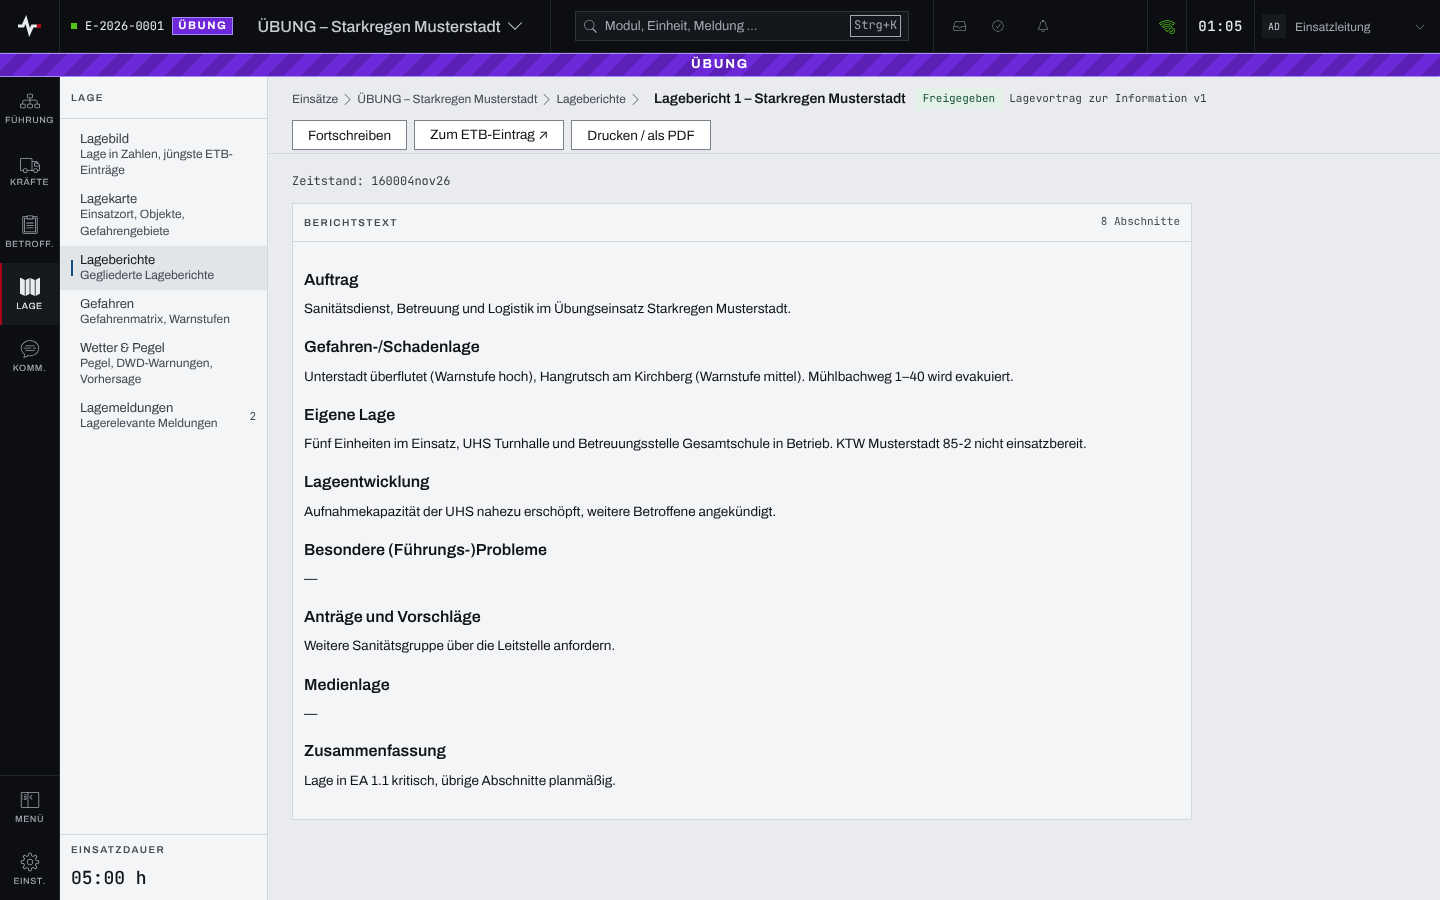 E-2026-0001 ÜBUNG
ÜBUNG – Starkregen Musterstadt
Modul, Einheit, Meldung ... Strg+K
01:05
AD Einsatzleitung
ÜBUNG
FÜHRUNG
KRÄFTE
BETROFF.
LAGE
KOMM.
MENÜ
EINST.
LAGE
Lagebild
Lage in Zahlen, jüngste ETB-
Einträge
Lagekarte
Einsatzort, Objekte,
Gefahrengebiete
Lageberichte
Gegliederte Lageberichte
Gefahren
Gefahrenmatrix, Warnstufen
Wetter & Pegel
Pegel, DWD-Warnungen,
Vorhersage
Lagemeldungen 2
Lagerelevante Meldungen
EINSATZDAUER
05:00 h
Einsätze ÜBUNG – Starkregen Musterstadt Lageberichte Lagebericht 1 – Starkregen Musterstadt Freigegeben Lagevortrag zur Information v1
Fortschreiben Zum ETB-Eintrag ↗ Drucken / als PDF
Zeitstand: 160004nov26
BERICHTSTEXT 8 Abschnitte
Auftrag
Sanitätsdienst, Betreuung und Logistik im Übungseinsatz Starkregen Musterstadt.
Gefahren-/Schadenlage
Unterstadt überflutet (Warnstufe hoch), Hangrutsch am Kirchberg (Warnstufe mittel). Mühlbachweg 1–40 wird evakuiert.
Eigene Lage
Fünf Einheiten im Einsatz, UHS Turnhalle und Betreuungsstelle Gesamtschule in Betrieb. KTW Musterstadt 85-2 nicht einsatzbereit.
Lageentwicklung
Aufnahmekapazität der UHS nahezu erschöpft, weitere Betroffene angekündigt.
Besondere (Führungs-)Probleme
—
Anträge und Vorschläge
Weitere Sanitätsgruppe über die Leitstelle anfordern.
Medienlage
—
Zusammenfassung
Lage in EA 1.1 kritisch, übrige Abschnitte planmäßig.